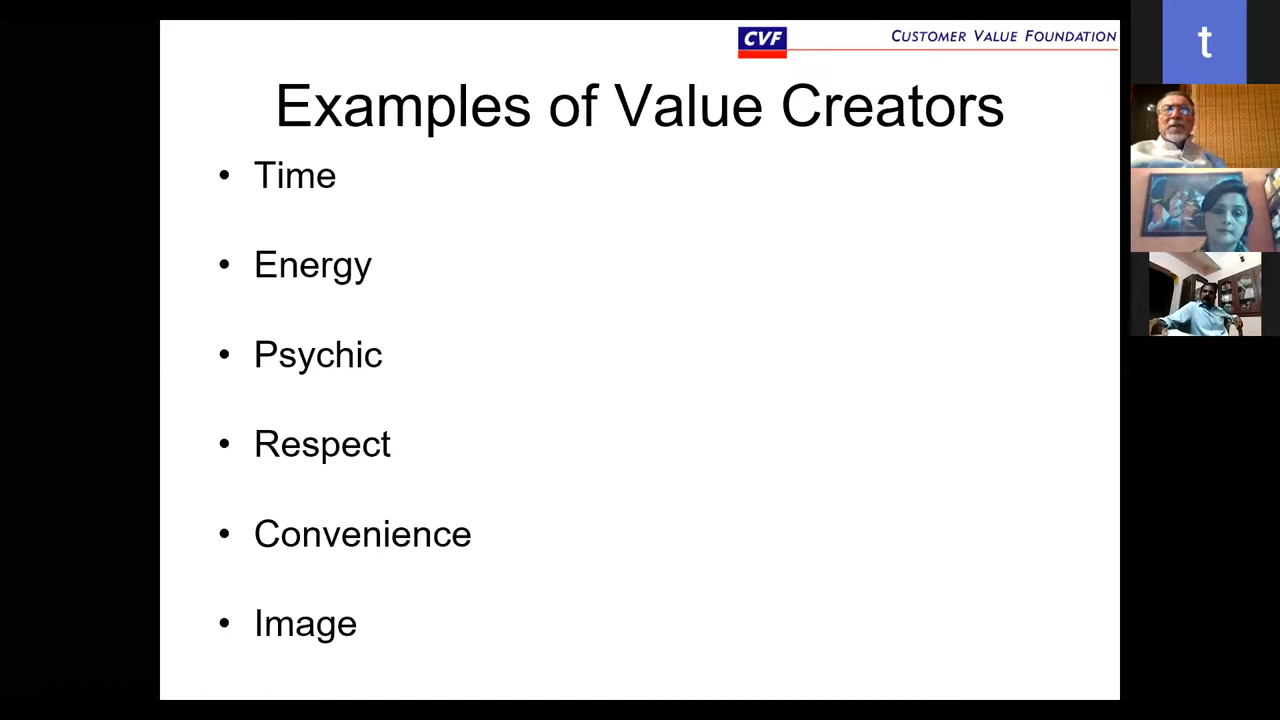 CVF
CUSTOMER VALUE FOUNDATION
Examples of Value Creators
• Time
• Energy
• Psychic
• Respect
• Convenience
• Image
t